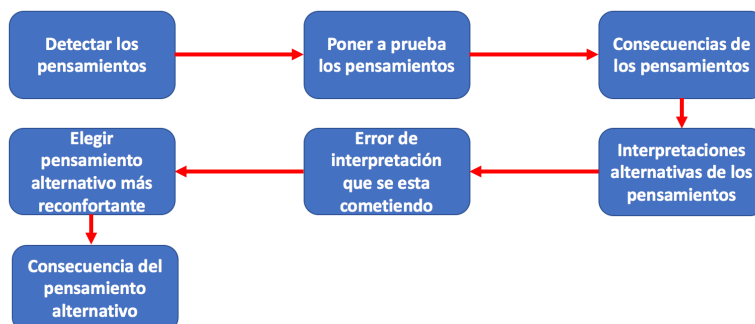 Detectar los
pensamientos
Poner a prueba
los pensamientos
Consecuencias de
los pensamientos
Interpretaciones
alternativas de los
pensamientos
Error de
interpretación
que se esta
cometiendo
Elegir
pensamiento
alternativo más
reconfortante
Consecuencia del
pensamiento
alternativo